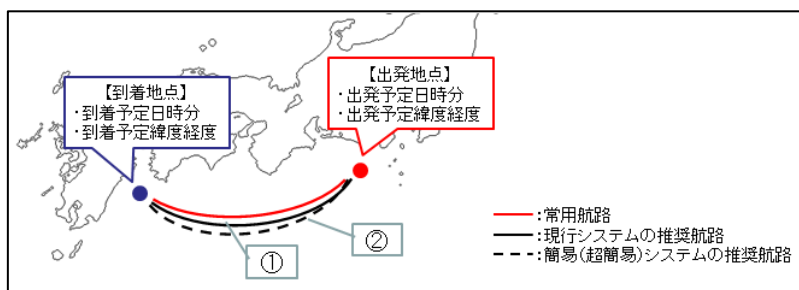 【到着地点】
・到着予定日時分
・到着予定緯度経度
【出発地点】
・出発予定日時分
・出発予定緯度経度
①
②
:常用航路
:現行システムの推奨航路
:簡易(超簡易)システムの推奨航路